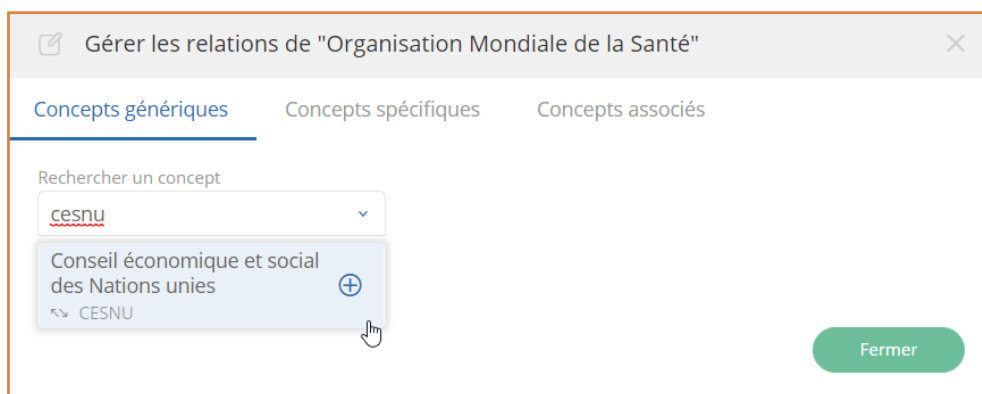 Gérer les relations de "Organisation Mondiale de la Santé"
Concepts génériques Concepts spécifiques Concepts associés
Rechercher un concept
cesnu
Conseil économique et social
des Nations unies
CESNU
Fermer